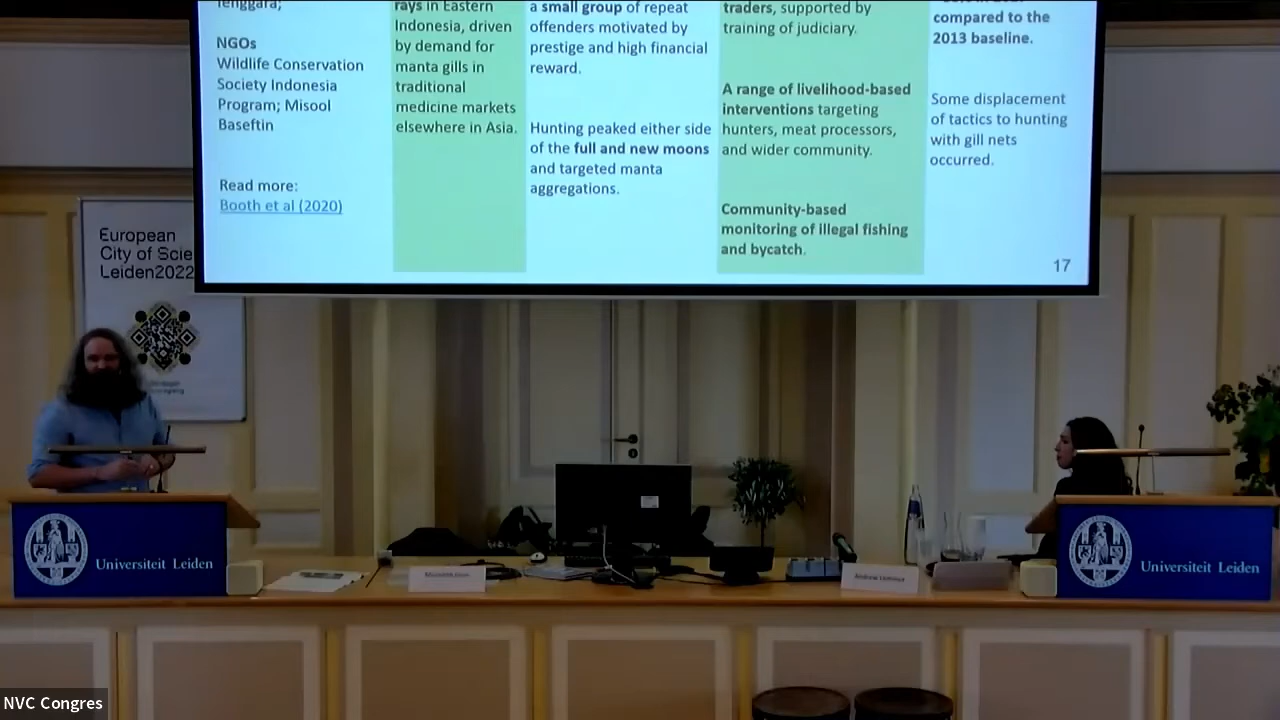 Tenggara;
NGOs
Wildlife Conservation
Society Indonesia
Program; Misool
Baseftin
Read more:
Booth et al (2020)
rays in Eastern
Indonesia, driven
by demand for
manta gills in
traditional
medicine markets
elsewhere in Asia.
a small group of repeat
offenders motivated by
prestige and high financial
reward.
Hunting peaked either side
of the full and new moons
and targeted manta
aggregations.
traders, supported by
training of judiciary.
A range of livelihood-based
interventions targeting
hunters, meat processors,
and wider community.
Community-based
monitoring of illegal fishing
and bycatch.
compared to the
2013 baseline.
Some displacement
of tactics to hunting
with gill nets
occurred.
17
European
City of Scie
Leiden2022
Universiteit Leiden
Universiteit Leiden
NVC Congres